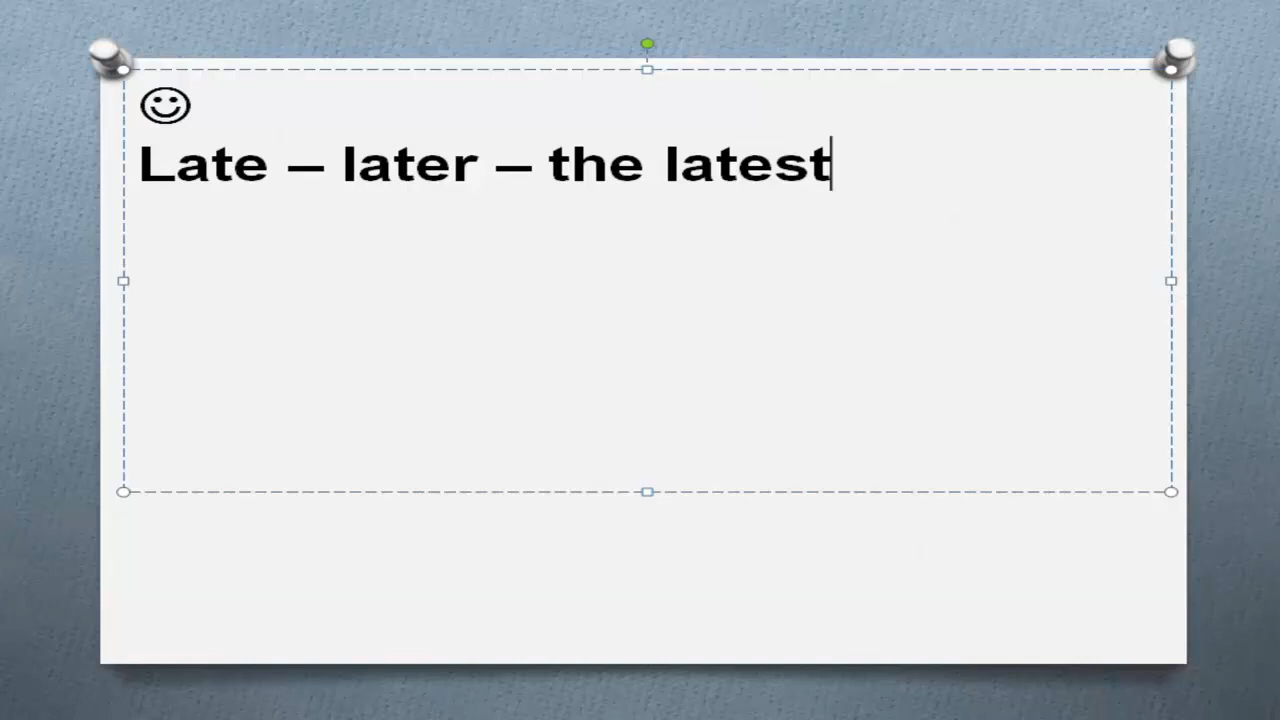 ☺
Late – later – the latest